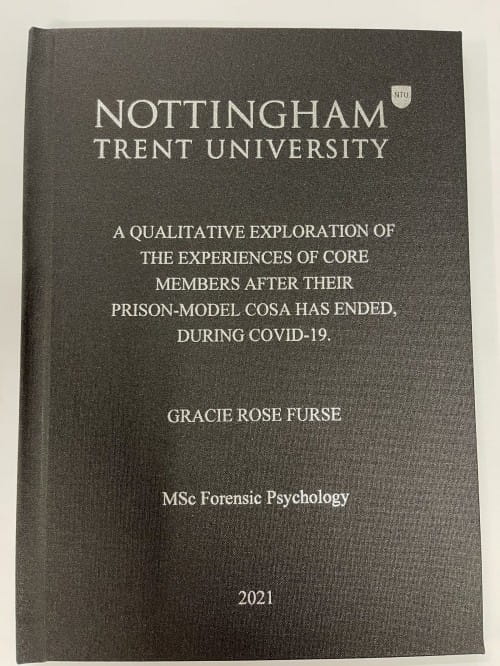 NOTTINGHAM
NTU
TRENT UNIVERSITY
A QUALITATIVE EXPLORATION OF
THE EXPERIENCES OF CORE
MEMBERS AFTER THEIR
PRISON-MODEL COSA HAS ENDED,
DURING COVID-19.
GRACIE ROSE FURSE
MSc Forensic Psychology
2021